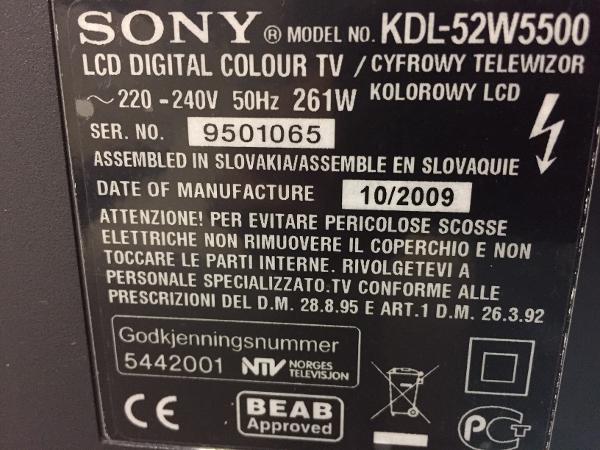 SONY ® MODEL NO. KDL-52W5500
LCD DIGITAL COLOUR TV / CYFROWY TELEWIZOR
~ 220 - 240V 50Hz 261W KOLOROWY LCD
SER. NO. 9501065
ASSEMBLED IN SLOVAKIA/ASSEMBLE EN SLOVAQUIE
DATE OF MANUFACTURE 10/2009
ATTENZIONE! PER EVITARE PERICOLOSE SCOSSE
ELETTRICHE NON RIMUOVERE IL COPERCHIO E NON
TOCCARE LE PARTI INTERNE. RIVOLGETEVI A
PERSONALE SPECIALIZZATO.TV CONFORME ALLE
PRESCRIZIONI DEL D.M. 28.8.95 E ART.1 D.M. 26.3.92
Godkjenningsnummer
5442001 NTV NORGES
TELEVISJON
CE
BEAB
Approved
PCT